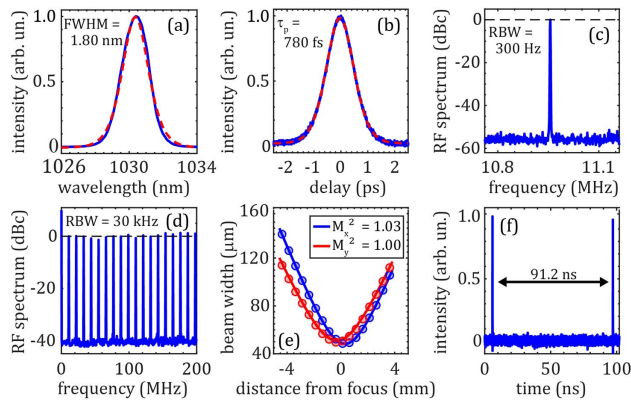 intensity (arb. un.)
1.0
0.5
0
FWHM =
1.80 nm
(a)
1026
1030
1034
wavelength (nm)
intensity (arb. un.)
1.0
0.5
0
τp =
780 fs
(b)
-2
-1
0
1
2
delay (ps)
RF spectrum (dBc)
0
-20
-40
-60
RBW =
300 Hz
(c)
10.8
11.1
frequency (MHz)
RF spectrum (dBc)
0
-20
-40
(d)
RBW = 30 kHz
0
100
200
frequency (MHz)
beam width (μm)
160
120
80
40
Mx² = 1.03
My² = 1.00
(e)
-4
0
4
distance from focus (mm)
intensity (arb. un.)
1.0
0.5
0
(f)
91.2 ns
0
50
100
time (ns)